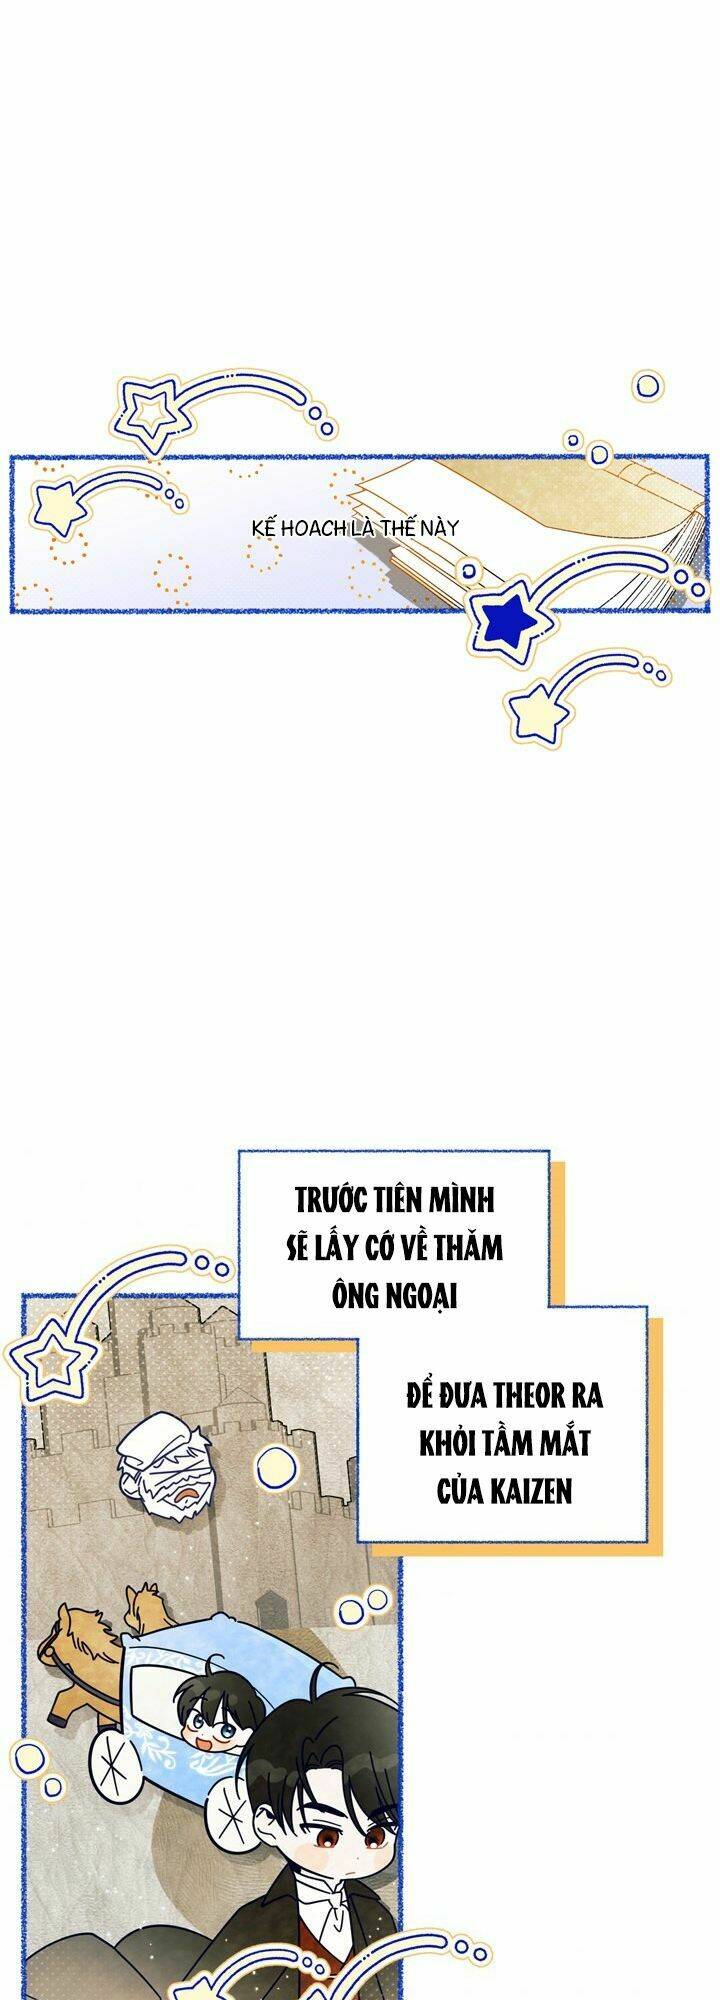 KẾ HOACH LÀ THẾ NÀY
TRƯỚC TIÊN MÌNH
SẼ LẤY CỚ VỀ THĂM
ÔNG NGOẠI
ĐỂ ĐƯA THEOR RA
KHỎI TẦM MẮT
CỦA KAIZEN